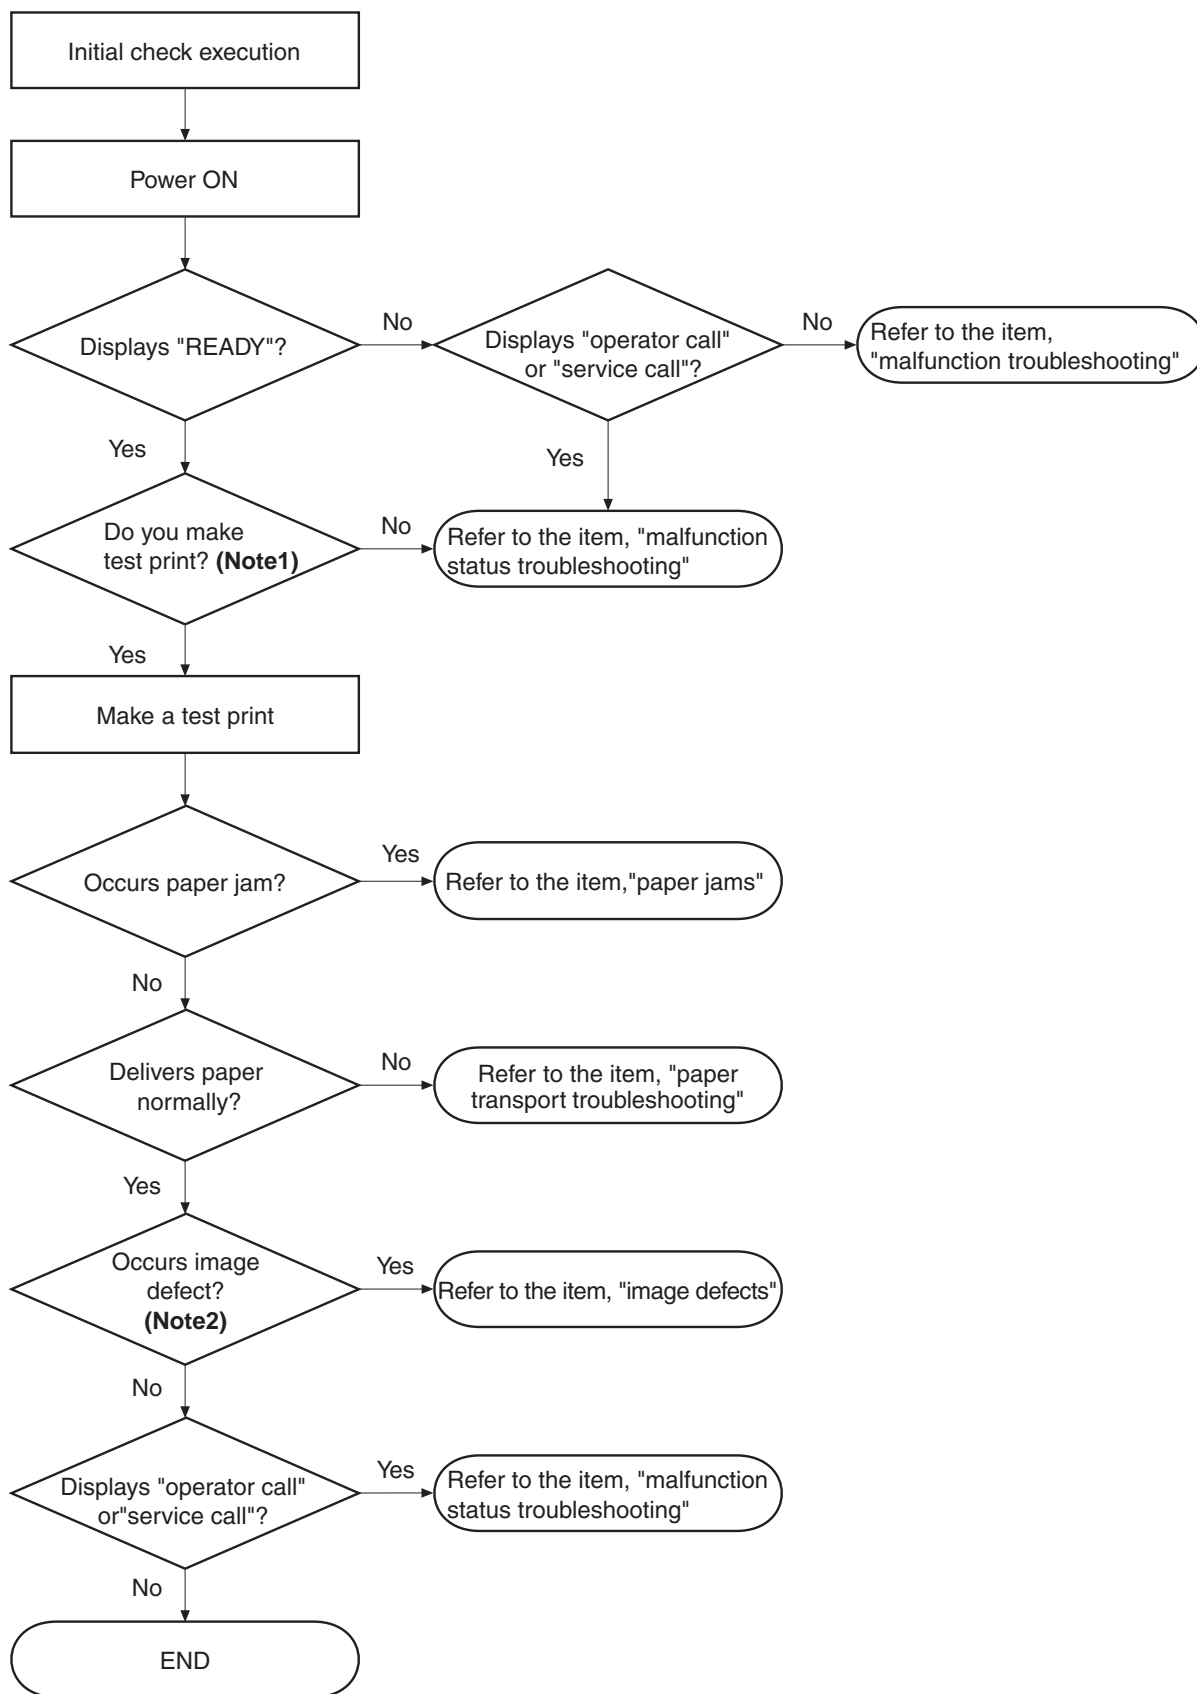 Initial check execution
Power ON
Displays "READY"?
No
Displays "operator call"
or "service call"?
No
Refer to the item,
"malfunction troubleshooting"
Yes
Yes
Do you make
test print? (Note1)
No
Refer to the item, "malfunction
status troubleshooting"
Yes
Make a test print
Occurs paper jam?
Yes
Refer to the item,"paper jams"
No
Delivers paper
normally?
No
Refer to the item, "paper
transport troubleshooting"
Yes
Occurs image
defect?
(Note2)
Yes
Refer to the item, "image defects"
No
Displays "operator call"
or"service call"?
Yes
Refer to the item, "malfunction
status troubleshooting"
No
END